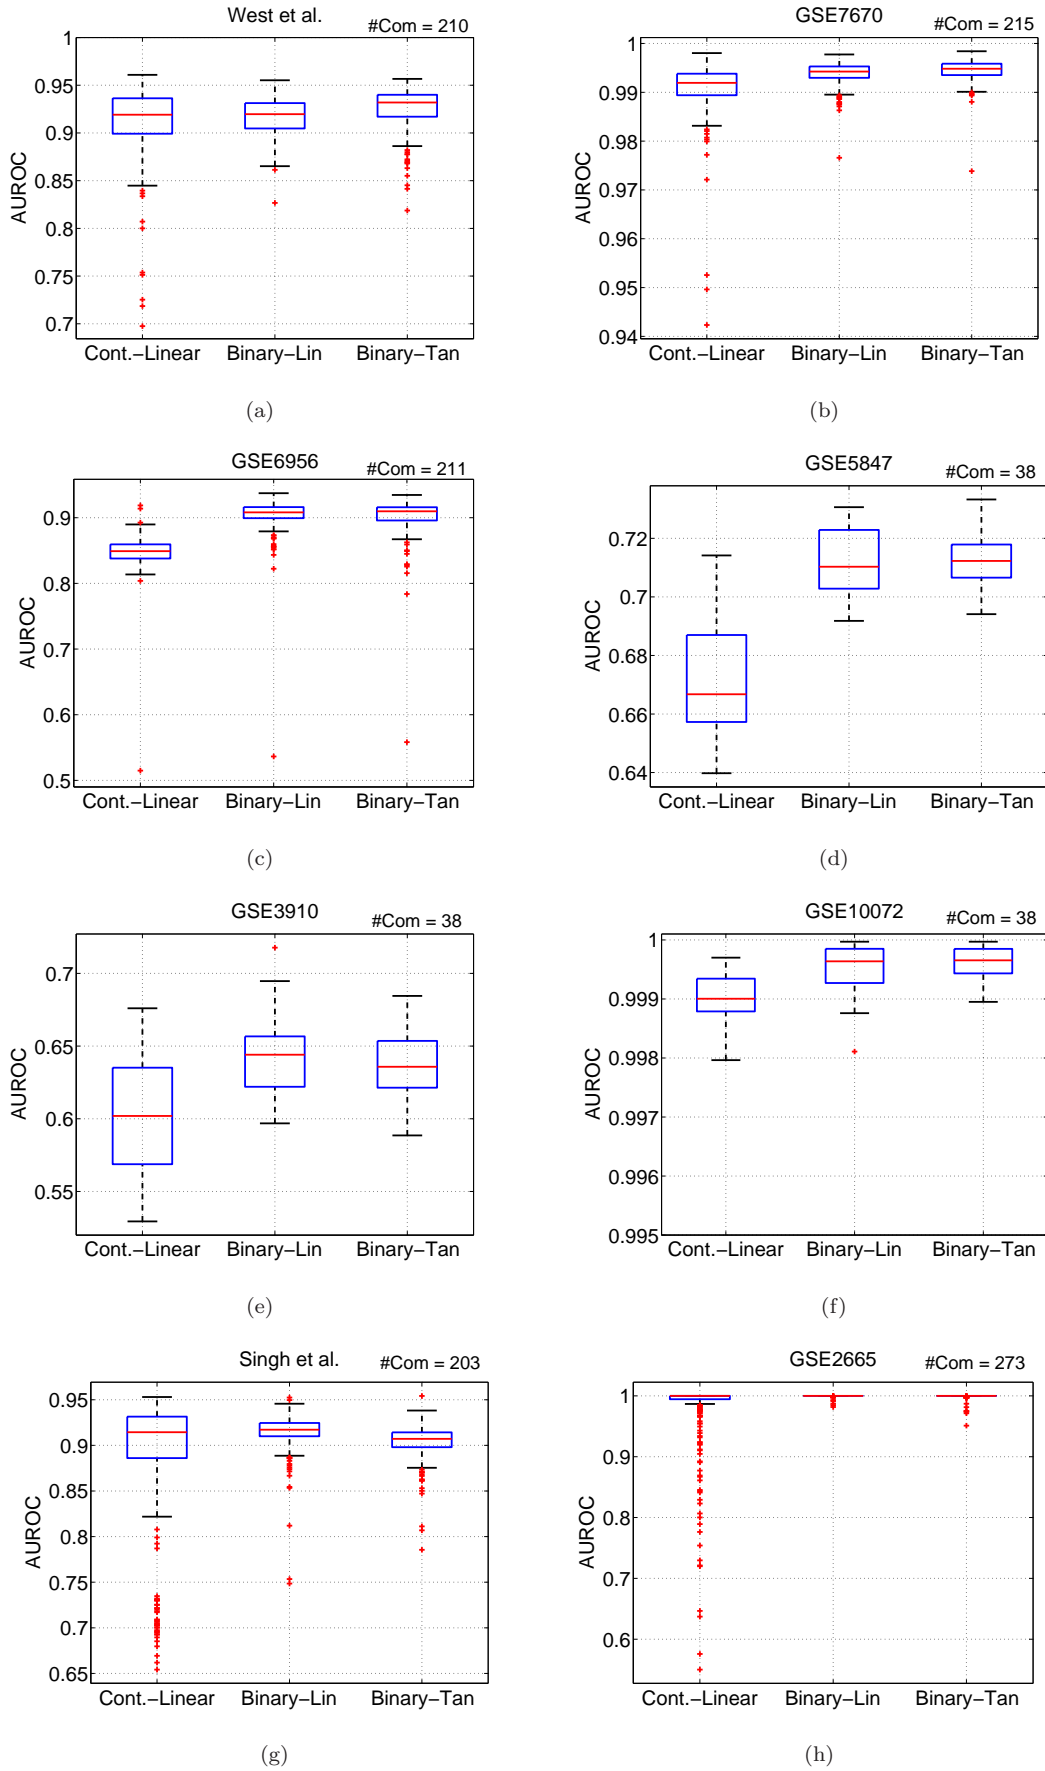 West et al.
#Com = 210
1
0.95
0.9
0.85
0.8
0.75
0.7
AUROC
Cont.−Linear Binary−Lin Binary−Tan
(a)
GSE7670
#Com = 215
1
0.99
0.98
0.97
0.96
0.95
0.94
AUROC
Cont.−Linear Binary−Lin Binary−Tan
(b)
GSE6956
#Com = 211
0.9
0.8
0.7
0.6
0.5
AUROC
Cont.−Linear Binary−Lin Binary−Tan
(c)
GSE5847
#Com = 38
0.72
0.7
0.68
0.66
0.64
AUROC
Cont.−Linear Binary−Lin Binary−Tan
(d)
GSE3910
#Com = 38
0.7
0.65
0.6
0.55
AUROC
Cont.−Linear Binary−Lin Binary−Tan
(e)
GSE10072
#Com = 38
1
0.999
0.998
0.997
0.996
0.995
AUROC
Cont.−Linear Binary−Lin Binary−Tan
(f)
Singh et al.
#Com = 203
0.95
0.9
0.85
0.8
0.75
0.7
0.65
AUROC
Cont.−Linear Binary−Lin Binary−Tan
(g)
GSE2665
#Com = 273
1
0.9
0.8
0.7
0.6
AUROC
Cont.−Linear Binary−Lin Binary−Tan
(h)